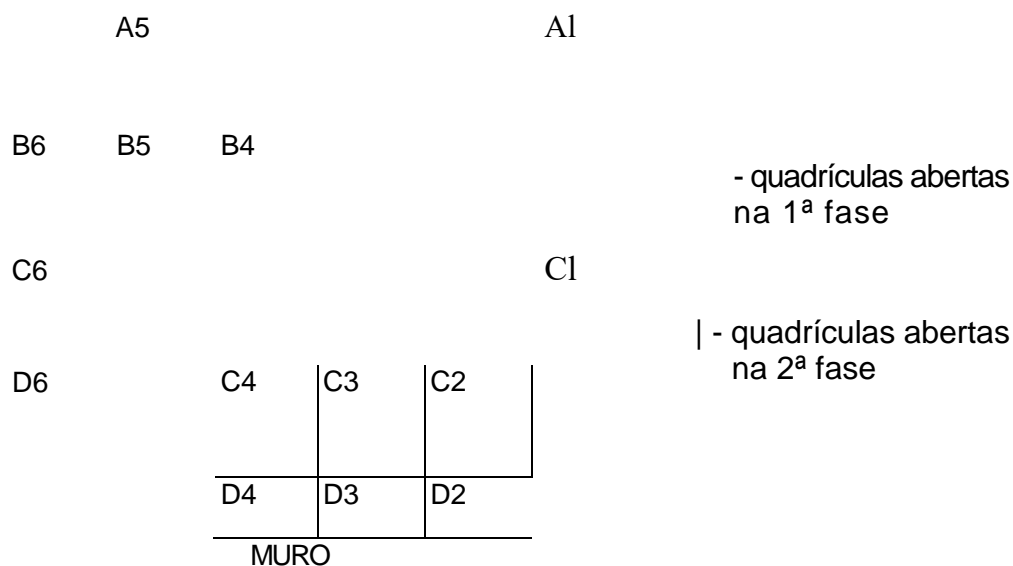 A5 Al
B6 B5 B4
- quadrículas abertas
na 1ª fase
C6 Cl
| - quadrículas abertas
na 2ª fase
D6 C4 C3 C2
D4 D3 D2
MURO